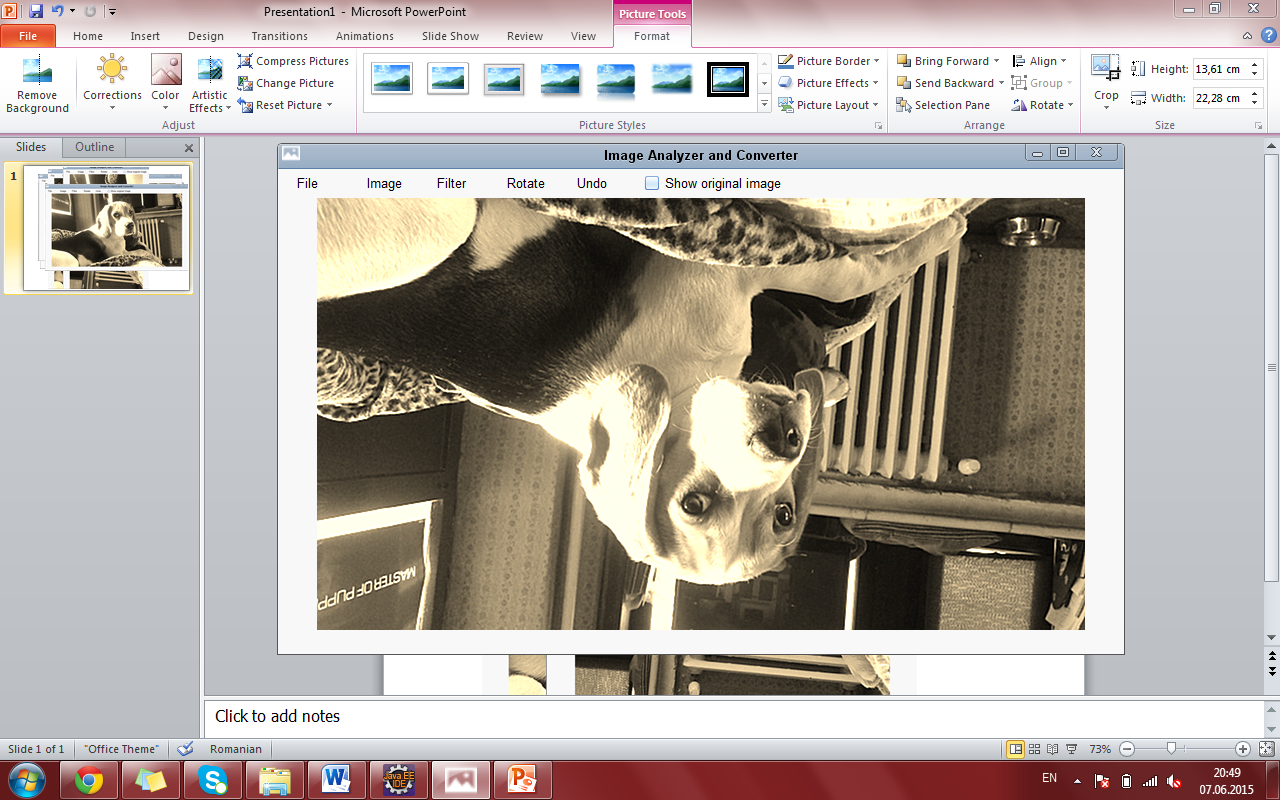 Presentation1 - Microsoft PowerPoint
Picture Tools
File Home Insert Design Transitions Animations Slide Show Review View Format
Remove Background
Corrections
Color
Artistic Effects
Compress Pictures
Change Picture
Reset Picture
Adjust
Picture Styles
Picture Border
Picture Effects
Picture Layout
Bring Forward
Send Backward
Selection Pane
Align
Group
Rotate
Arrange
Crop
Height: 13,61 cm
Width: 22,28 cm
Size
Slides Outline
1
Image Analyzer and Converter
File Image Filter Rotate Undo Show original image
MASTER OF PUPP
Click to add notes
Slide 1 of 1 "Office Theme" Romanian 73%
Java EE
IDE
EN
20:49
07.06.2015